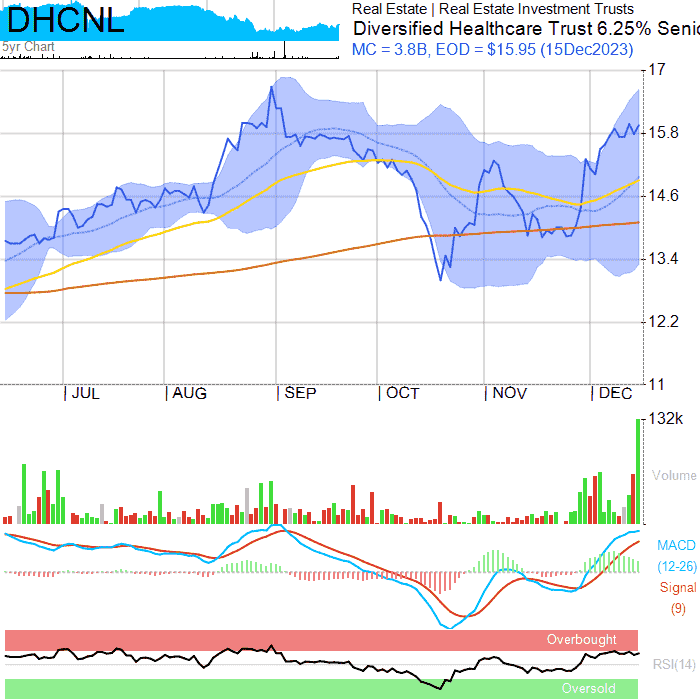 DHCNL
5yr Chart
Real Estate | Real Estate Investment Trusts
Diversified Healthcare Trust 6.25% Senio
MC = 3.8B, EOD = $15.95 (15Dec2023)
17
15.8
14.6
13.4
12.2
11
JUL AUG SEP OCT NOV DEC
132k
Volume
MACD
(12-26)
Signal
(9)
Overbought
RSI(14)
Oversold